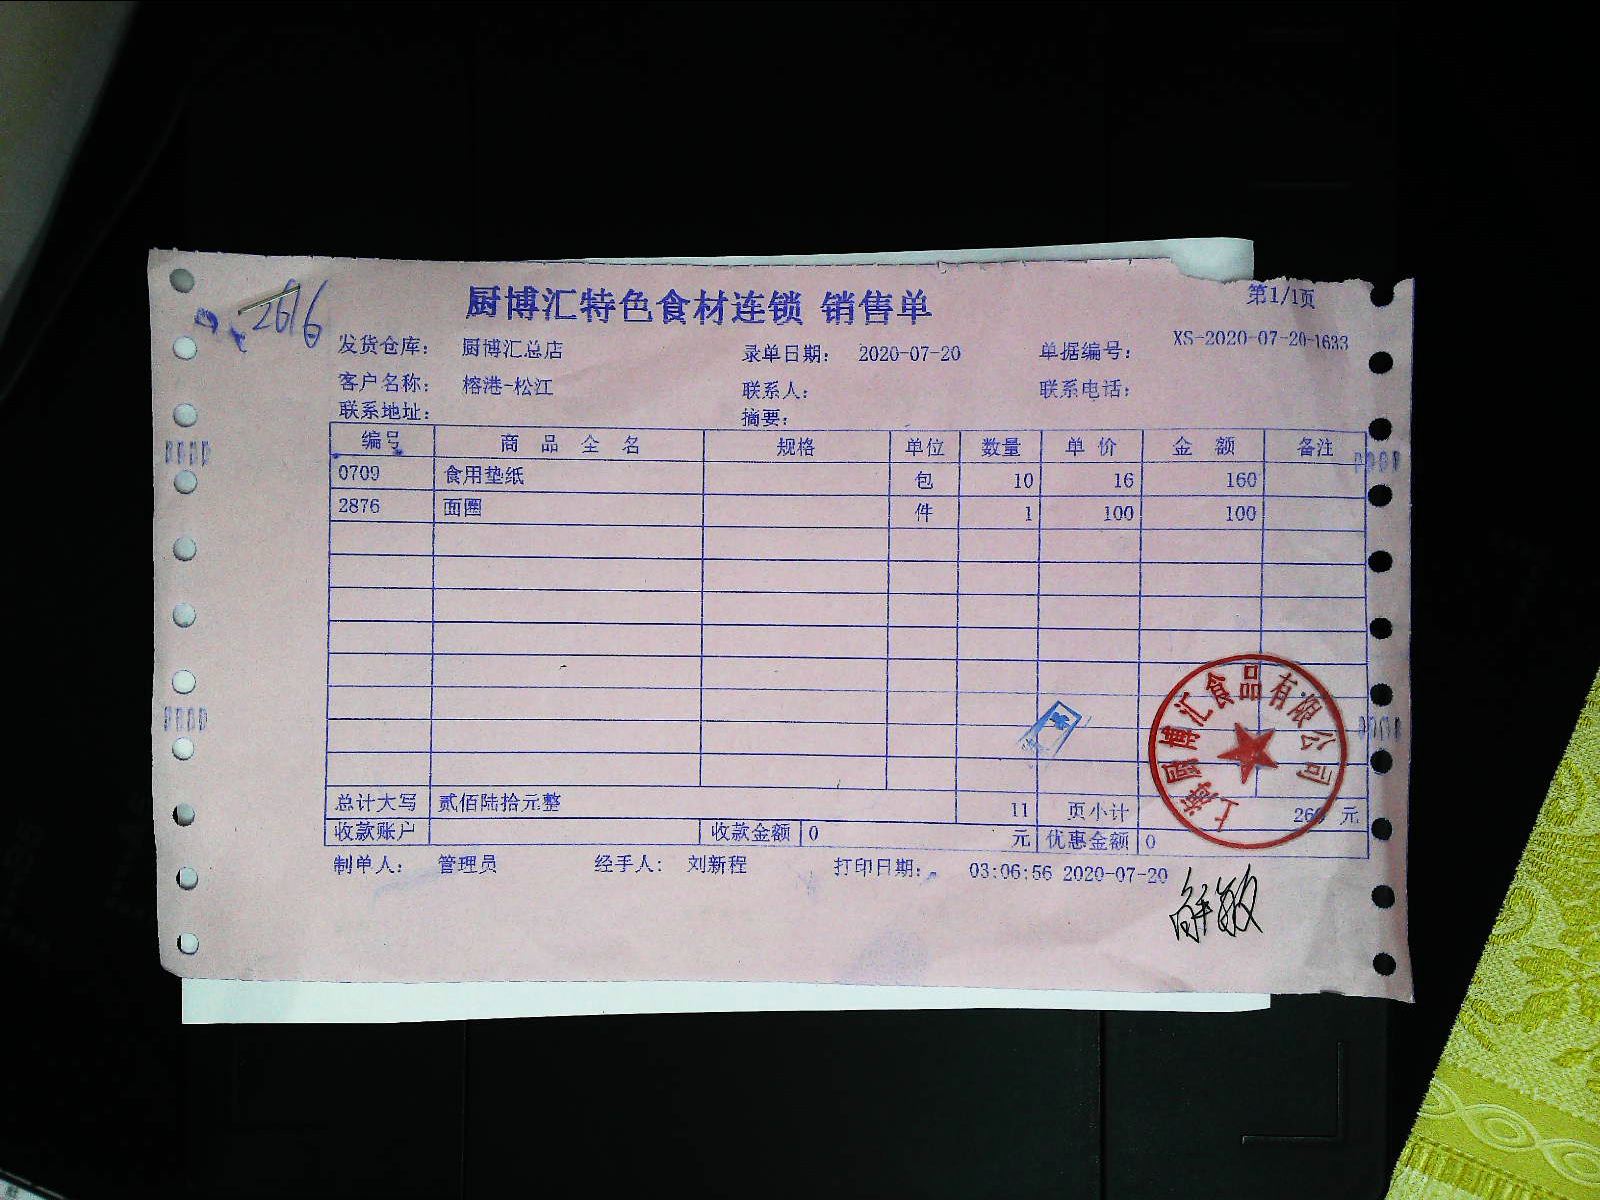 第1/1页
2616
厨博汇特色食材连锁 销售单
发货仓库： 厨博汇总店 录单日期： 2020-07-20 单据编号： XS-2020-07-20-1633
客户名称： 榕港-松江 联系人： 联系电话：
联系地址： 摘要：
编号 商品全名 规格 单位 数量 单价 金额 备注
0709 食用垫纸 包 10 16 160
2876 面圈 件 1 100 100
上海厨博汇食品有限公司
总计大写 贰佰陆拾元整 11 页小计 260 元
收款账户 收款金额 0 元 优惠金额 0
制单人： 管理员 经手人： 刘新程 打印日期： 03:06:56 2020-07-20